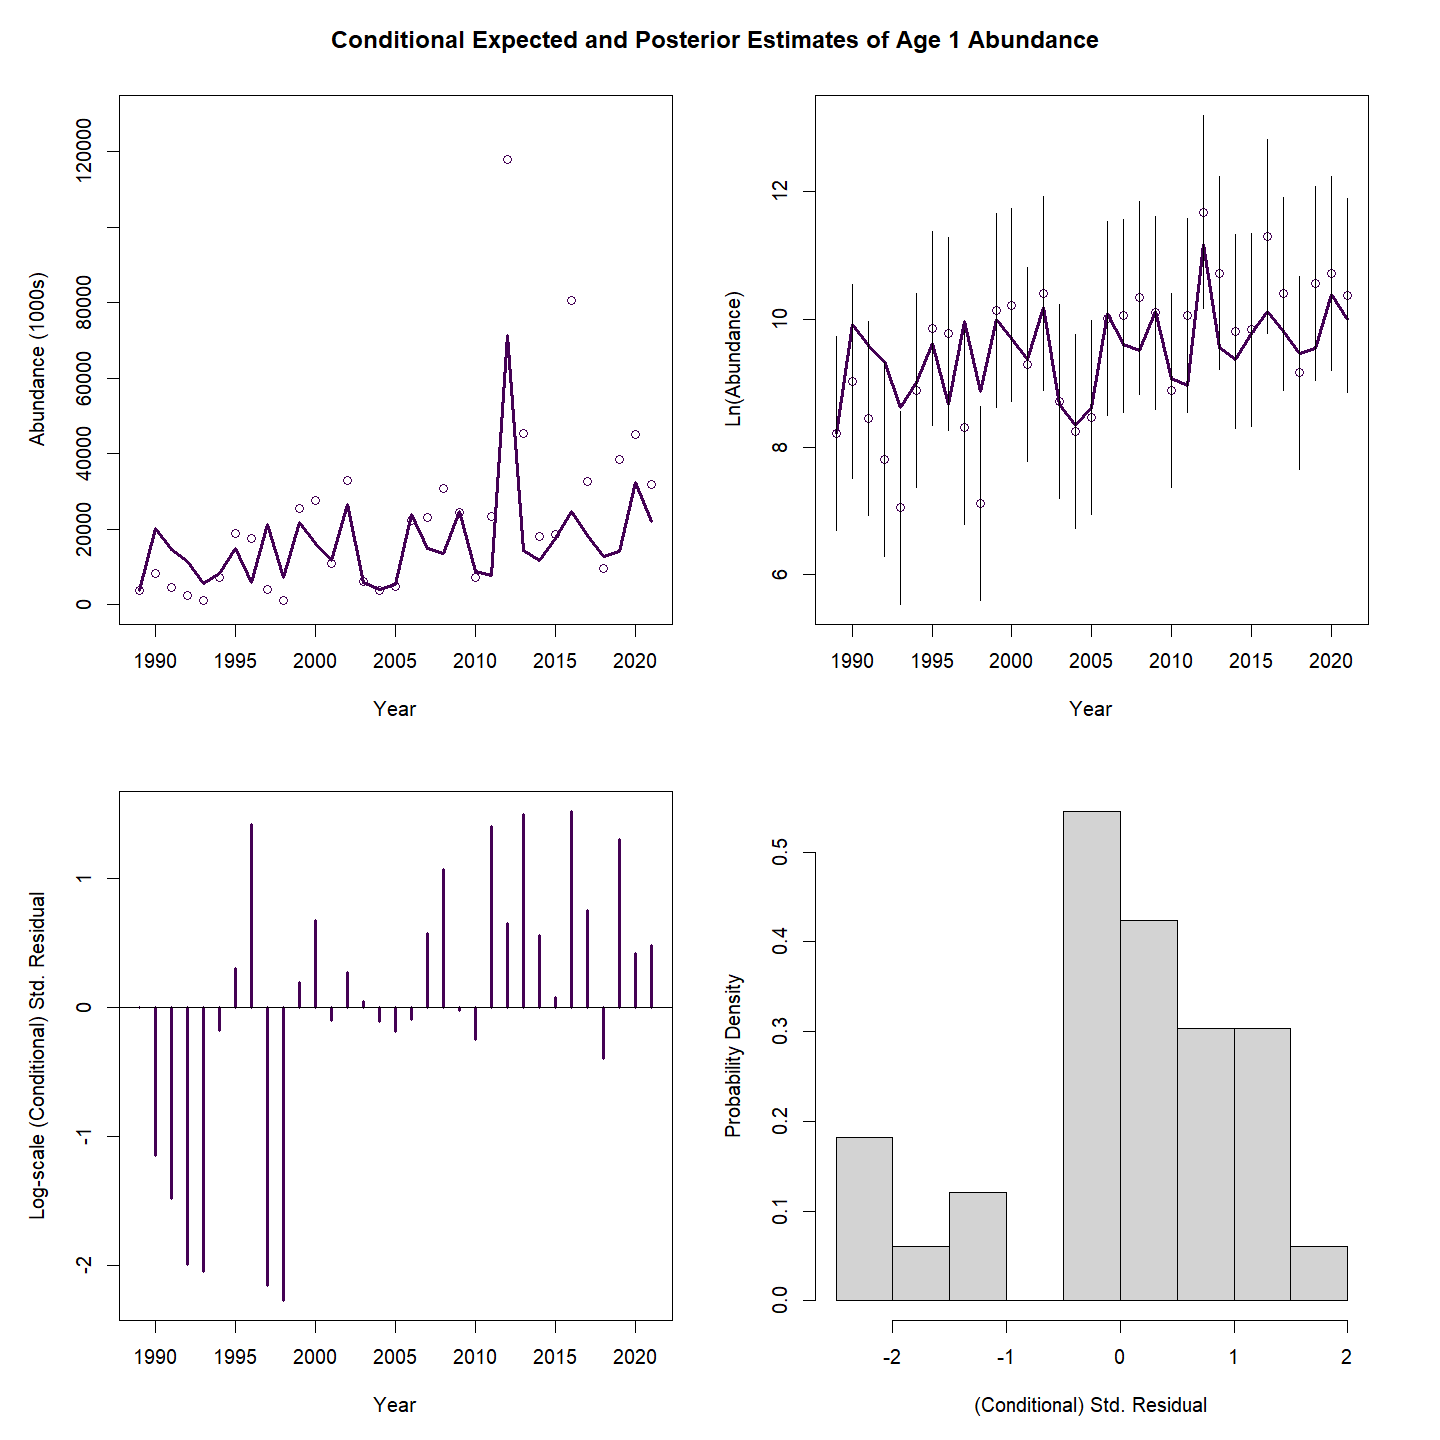 Conditional Expected and Posterior Estimates of Age 1 Abundance
Abundance (1000s)
0 20000 40000 60000 80000 120000
1990 1995 2000 2005 2010 2015 2020
Year
Ln(Abundance)
6 8 10 12
1990 1995 2000 2005 2010 2015 2020
Year
Log-scale (Conditional) Std. Residual
-2 -1 0 1
1990 1995 2000 2005 2010 2015 2020
Year
Probability Density
0.0 0.1 0.2 0.3 0.4 0.5
-2 -1 0 1 2
(Conditional) Std. Residual